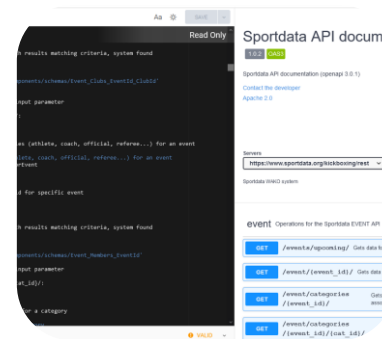 Aa
Save
Read Only
h results matching criteria, system found
ponents/schemas/Event_Clubs_EventId_ClubId'
nput parameter
/:
es (athlete, coach, official, referee...) for an event
lete, coach, official, referee...) for an event
ertvent
d for specific event
h results matching criteria, system found
ponents/schemas/Event_Members_EventId'
nput parameter
at_id}/:
or a category
VALID
Sportdata API docum
1.0.2 OAS3
Sportdata API documentation (openapi 3.0.1)
Contact the developer
Apache 2.0
Servers
https://www.sportdata.org/kickboxing/rest
Sportdata WAKO system
event Operations for the Sportdata EVENT API
GET /events/upcoming/ Gets data fo
GET /event/{event_id}/ Gets data
GET /event/categories
/{event_id}/
Gets
GET /event/categories
/{event_id}/{cat_id}/